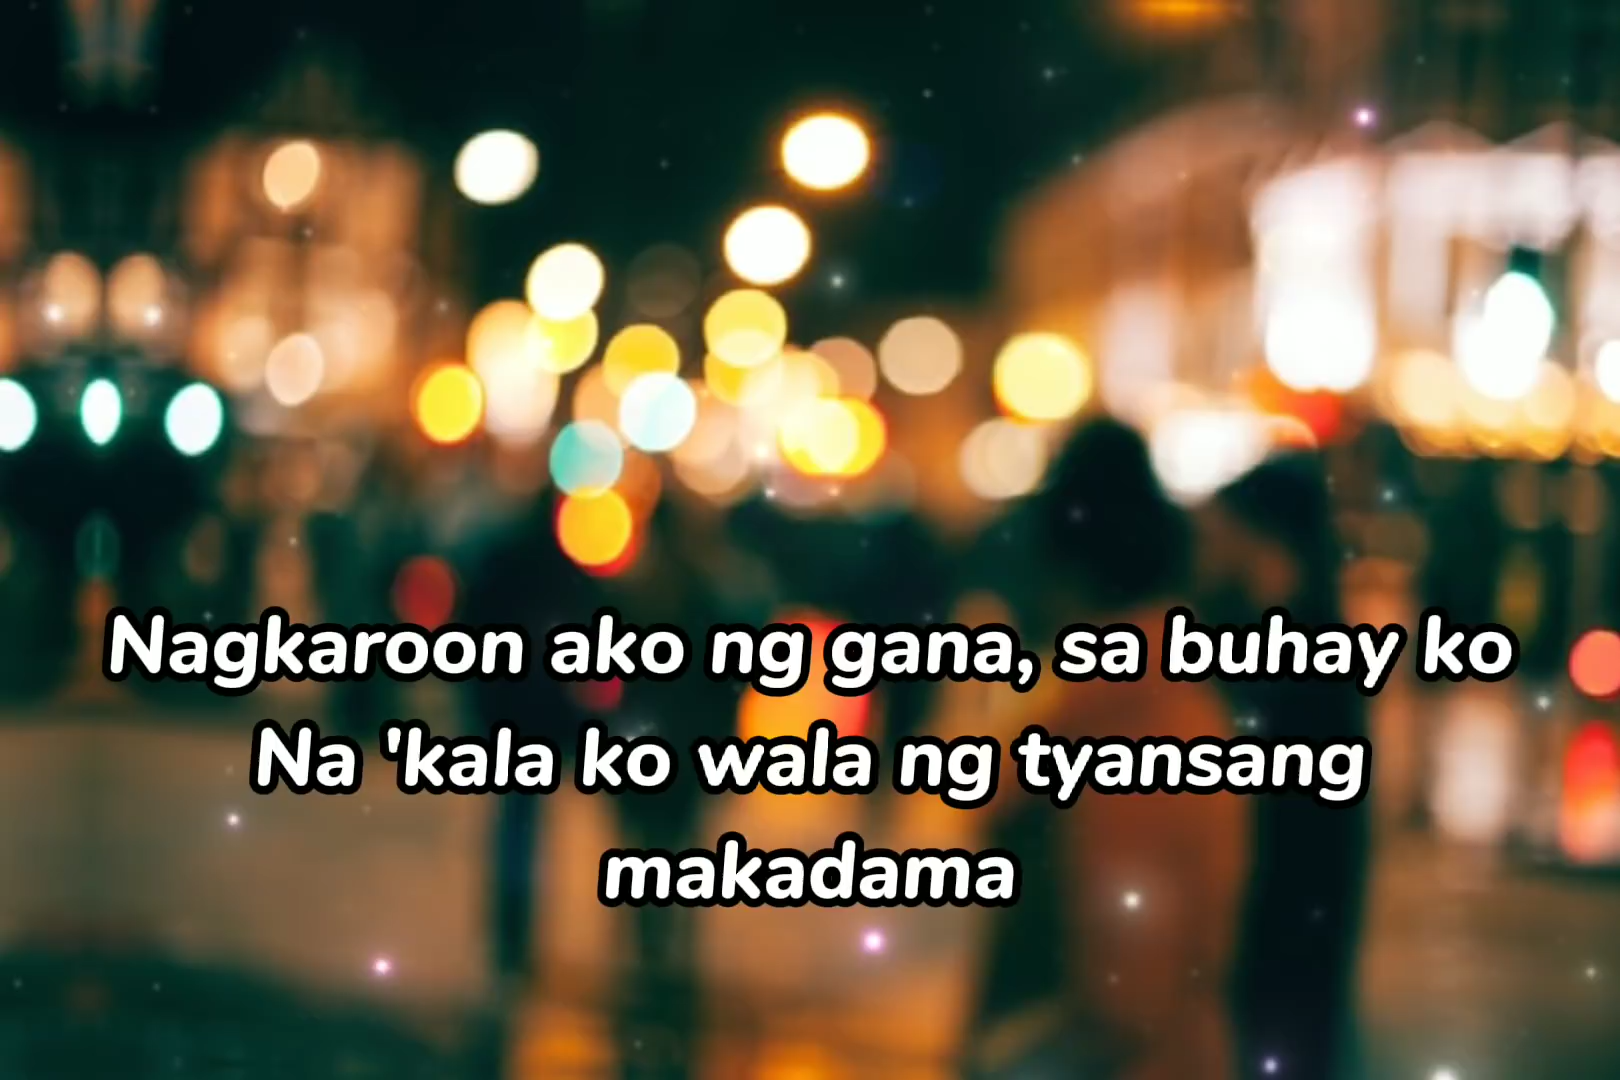 Nagkaroon ako ng gana, sa buhay ko
Na 'kala ko wala ng tyansang
makadama